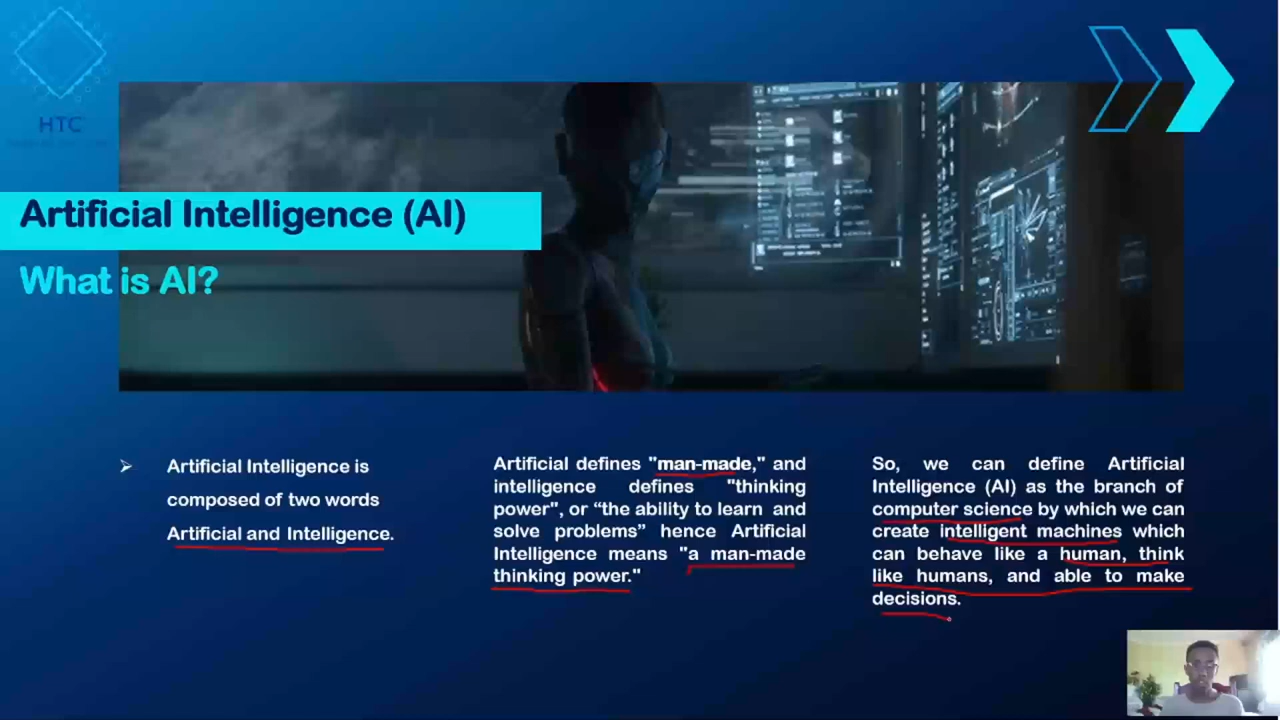 HTC
Artificial Intelligence (AI)
What is AI?
Artificial Intelligence is
composed of two words
Artificial and Intelligence.
Artificial defines "man-made," and
intelligence defines "thinking
power", or “the ability to learn and
solve problems” hence Artificial
Intelligence means "a man-made
thinking power."
So, we can define Artificial
Intelligence (AI) as the branch of
computer science by which we can
create intelligent machines which
can behave like a human, think
like humans, and able to make
decisions.